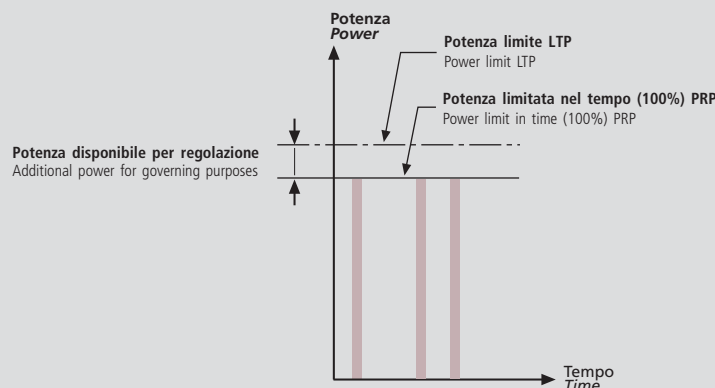 Potenza
Power
Potenza limite LTP
Power limit LTP
Potenza limitata nel tempo (100%) PRP
Power limit in time (100%) PRP
Potenza disponibile per regolazione
Additional power for governing purposes
Tempo
Time